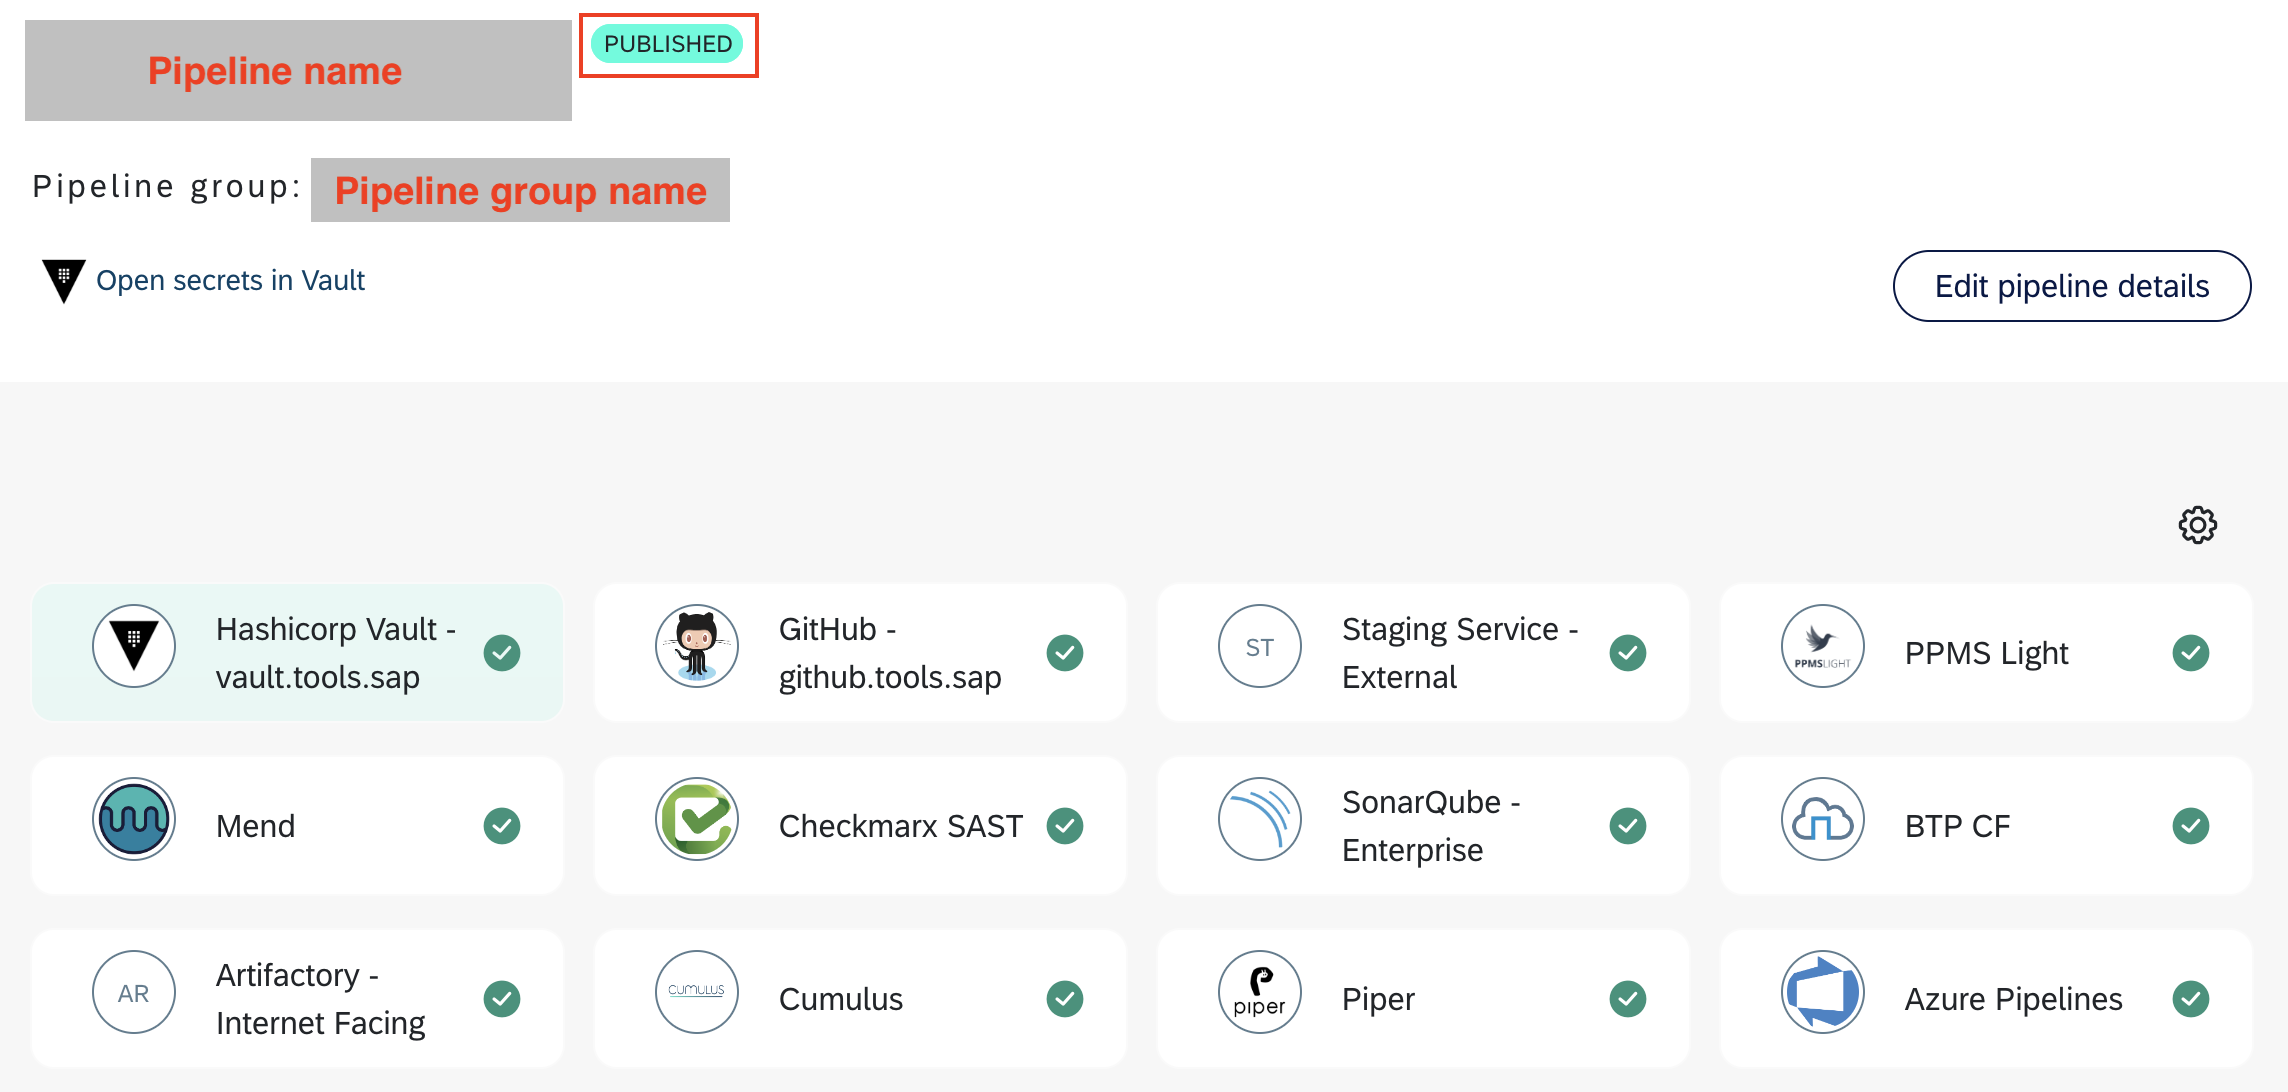 Pipeline name
PUBLISHED
Pipeline group:
Pipeline group name
Open secrets in Vault
Edit pipeline details
Hashicorp Vault -
vault.tools.sap
GitHub -
github.tools.sap
ST
Staging Service -
External
PPMSLIGHT
PPMS Light
Mend
Checkmarx SAST
SonarQube -
Enterprise
BTP CF
AR
Artifactory -
Internet Facing
CUMULUS
Cumulus
piper
Piper
Azure Pipelines